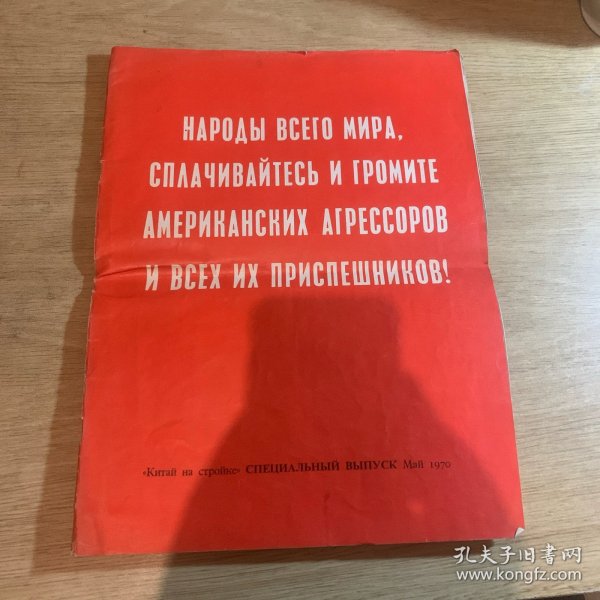 НАРОДЫ ВСЕГО МИРА,
СПЛАЧИВАЙТЕСЬ И ГРОМИТЕ
АМЕРИКАНСКИХ АГРЕССОРОВ
И ВСЕХ ИХ ПРИСПЕШНИКОВ!
«Китай на стройке» СПЕЦИАЛЬНЫЙ ВЫПУСК Май 1970
孔夫子旧书网
www.kongfz.com